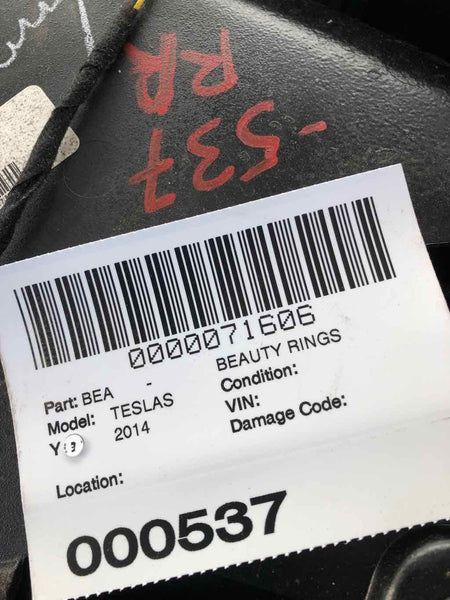 -537
RR
0000071606
Part: BEA - BEAUTY RINGS
Model: TESLAS Condition:
2014 VIN:
Damage Code:
Location:
000537